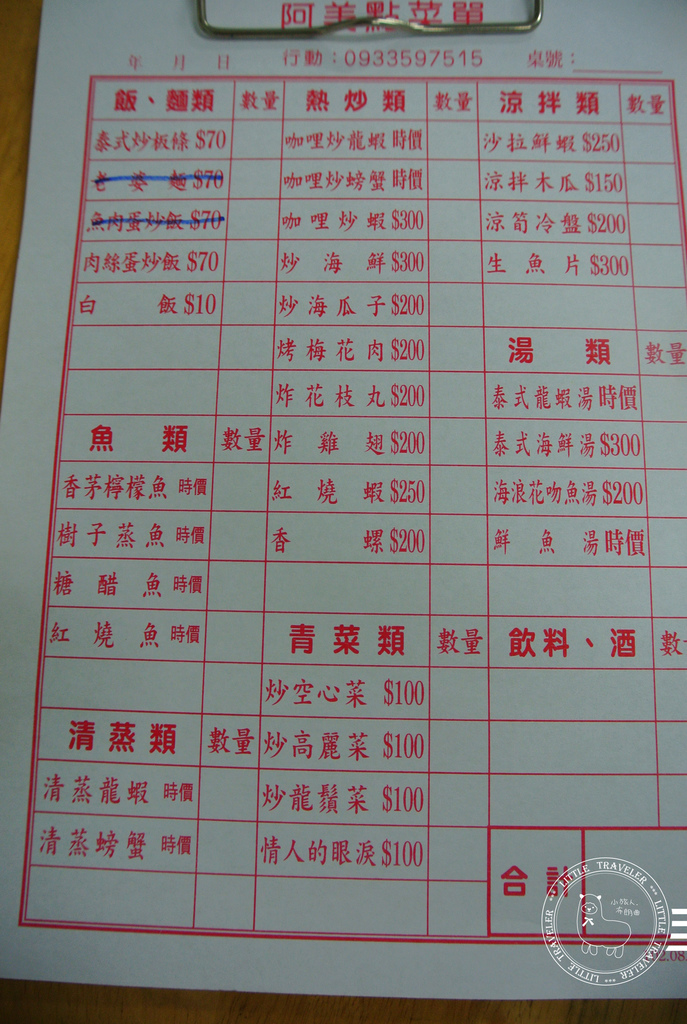 阿美點菜單
年 月 日 行動：0933597515 桌號：
飯、麵類 數量
泰式炒板條 $70
老婆麵 $70
魚肉蛋炒飯 $70
肉絲蛋炒飯 $70
白飯 $10
魚類 數量
香茅檸檬魚 時價
樹子蒸魚 時價
糖醋魚 時價
紅燒魚 時價
清蒸類 數量
清蒸龍蝦 時價
清蒸螃蟹 時價
熱炒類 數量
咖哩炒龍蝦 時價
咖哩炒螃蟹 時價
咖哩炒蝦 $300
炒海鮮 $300
炒海瓜子 $200
烤梅花肉 $200
炸花枝丸 $200
炸雞翅 $200
紅燒蝦 $250
香螺 $200
青菜類 數量
炒空心菜 $100
炒高麗菜 $100
炒龍鬚菜 $100
情人的眼淚 $100
涼拌類 數量
沙拉鮮蝦 $250
涼拌木瓜 $150
涼筍冷盤 $200
生魚片 $300
湯類 數量
泰式龍蝦湯 時價
泰式海鮮湯 $300
海浪花吻魚湯 $200
鮮魚湯 時價
飲料、酒 數
合計
LITTLE TRAVELER *** LITTLE TRAVELER *** LITTLE TRAVELER ***
小旅人